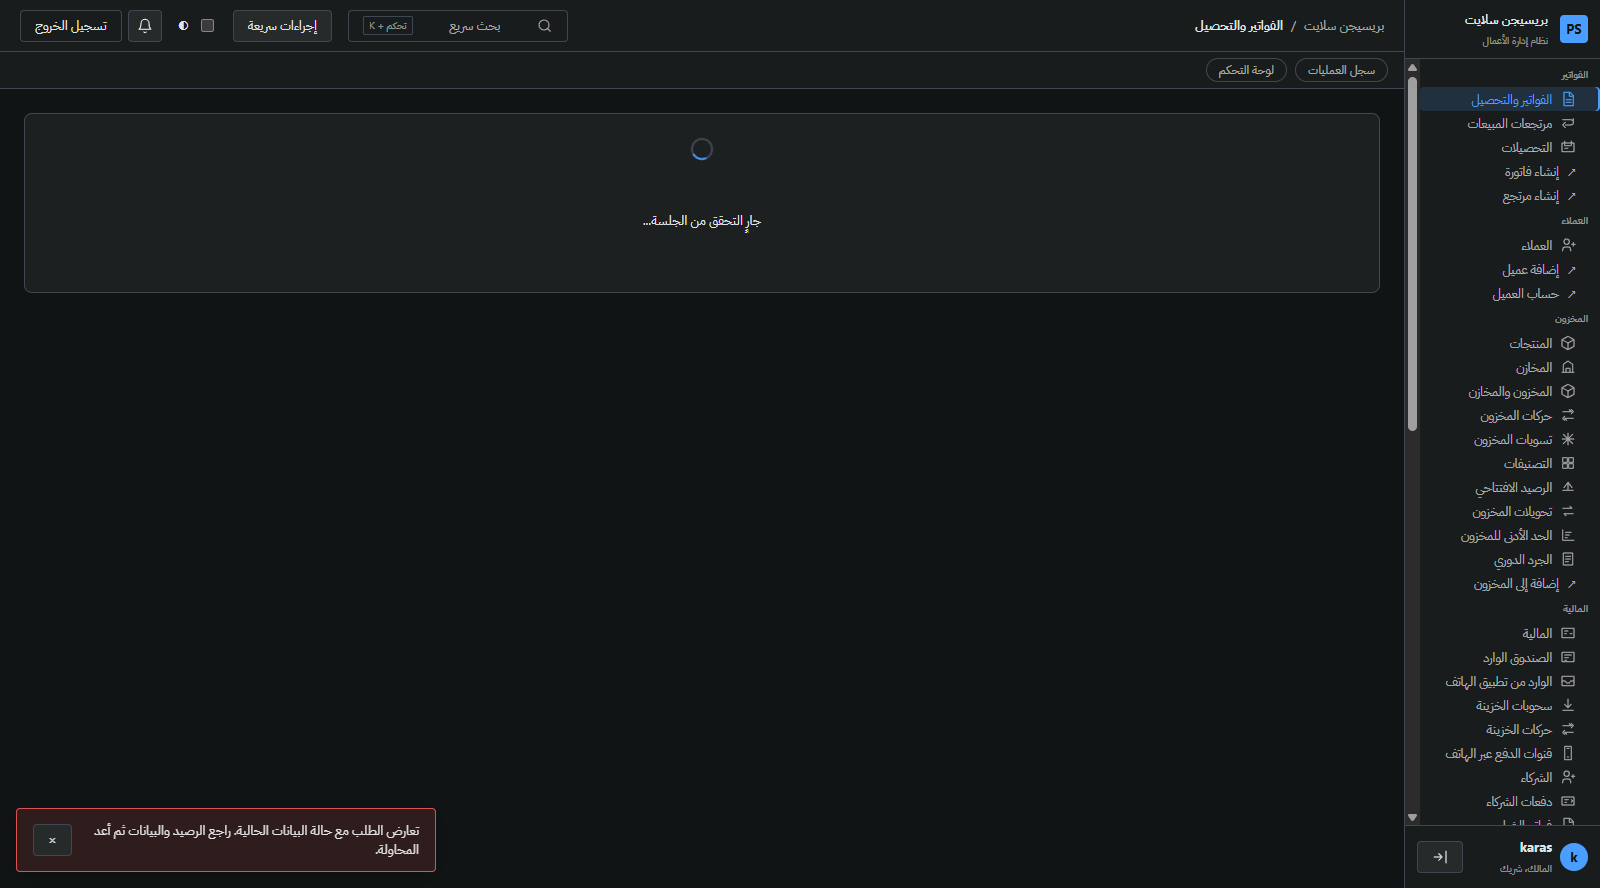 PS
بريسيجن سلايت
نظام إدارة الأعمال
بريسيجن سلايت / الفواتير والتحصيل
بحث سريع
تحكم + K
إجراءات سريعة
تسجيل الخروج
سجل العمليات
لوحة التحكم
الفواتير
الفواتير والتحصيل
مرتجعات المبيعات
التحصيلات
إنشاء فاتورة
إنشاء مرتجع
العملاء
العملاء
إضافة عميل
حساب العميل
المخزون
المنتجات
المخازن
المخزون والمخازن
حركات المخزون
تسويات المخزون
التصنيفات
الرصيد الافتتاحي
تحويلات المخزون
الحد الأدنى للمخزون
الجرد الدوري
إضافة إلى المخزون
المالية
المالية
الصندوق الوارد
الوارد من تطبيق الهاتف
سحوبات الخزينة
حركات الخزينة
قنوات الدفع عبر الهاتف
الشركاء
دفعات الشركاء
k
karas
المالك، شريك
جارٍ التحقق من الجلسة...
تعارض الطلب مع حالة البيانات الحالية. راجع الرصيد والبيانات ثم أعد
المحاولة.
×